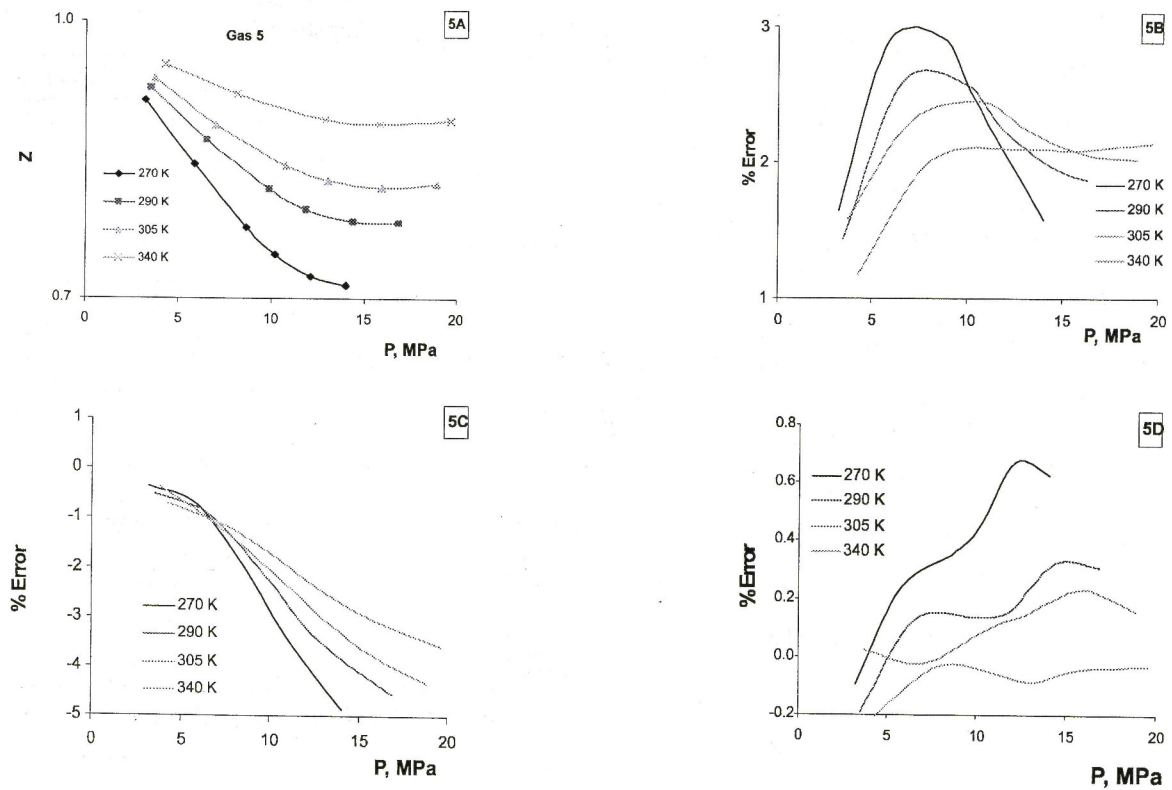 5A
Gas 5
1.0
Z
270 K
290 K
305 K
340 K
0.7
0 5 10 15 20
P, MPa
5B
3
% Error
2
270 K
290 K
305 K
340 K
1
0 5 10 15 20
P, MPa
5C
1
0
-1
-2
% Error
-3
270 K
290 K
305 K
340 K
-4
-5
0 5 10 15 20
P, MPa
5D
0.8
270 K
0.6
290 K
305 K
340 K
0.4
%Error
0.2
0.0
-0.2
0 5 10 15 20
P, MPa